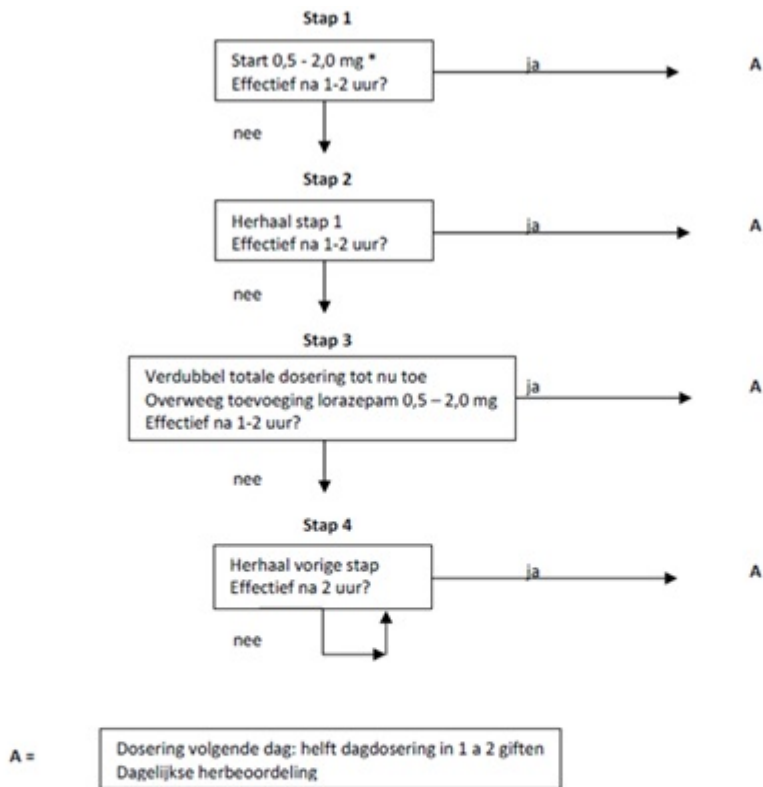 Stap 1
Start 0,5 - 2,0 mg *
Effectief na 1-2 uur?
ja
A
nee
Stap 2
Herhaal stap 1
Effectief na 1-2 uur?
ja
A
nee
Stap 3
Verdubbel totale dosering tot nu toe
Overweeg toevoeging lorazepam 0,5 – 2,0 mg
Effectief na 1-2 uur?
ja
A
nee
Stap 4
Herhaal vorige stap
Effectief na 2 uur?
ja
A
nee
A =
Dosering volgende dag: helft dagdosering in 1 a 2 giften
Dagelijkse herbeoordeling